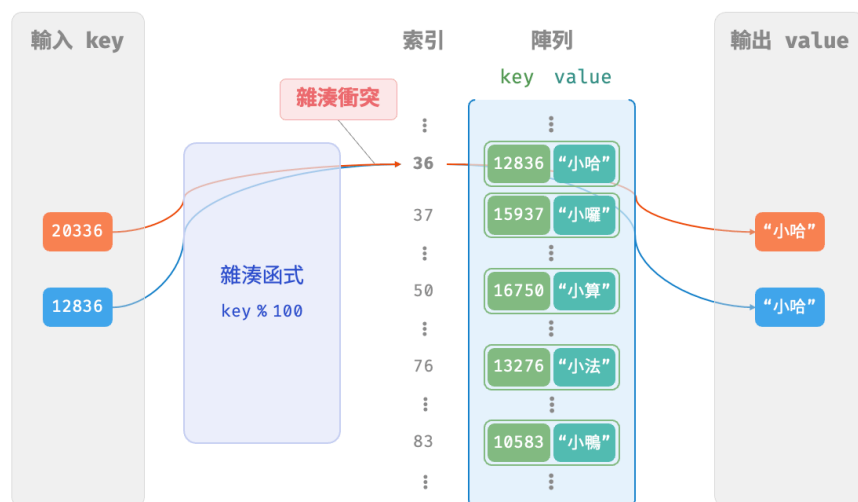 輸入 key
索引
陣列
輸出 value
key value
雜湊衝突
36
12836 “小哈”
37
15937 “小囉”
20336
“小哈”
雜湊函式
key % 100
50
16750 “小算”
12836
“小哈”
76
13276 “小法”
83
10583 “小鴨”